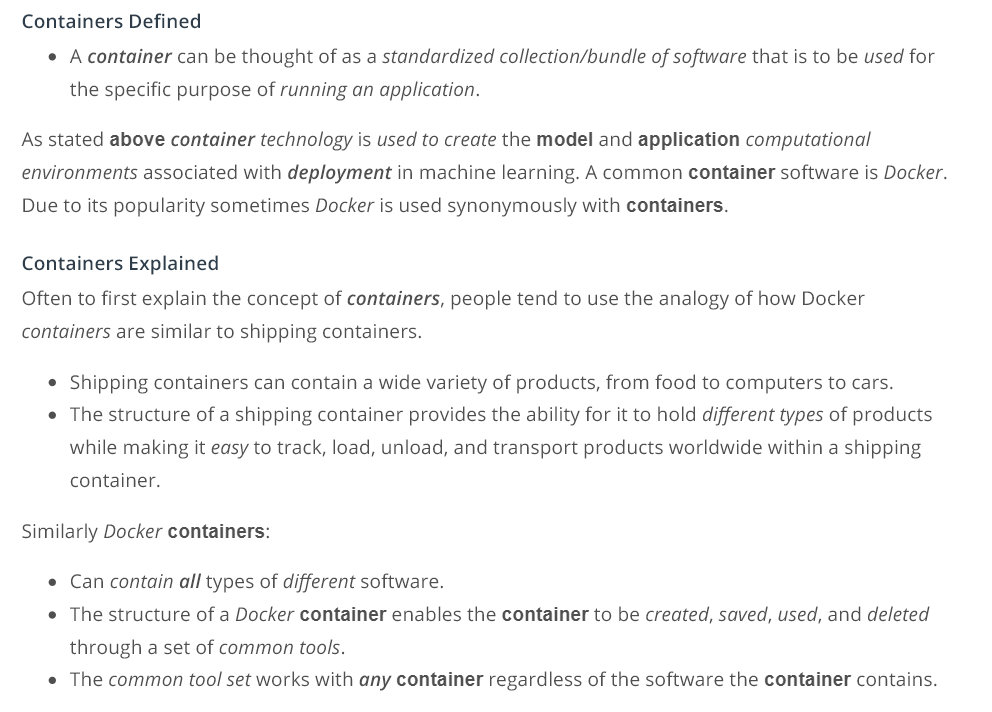 Containers Defined
A container can be thought of as a standardized collection/bundle of software that is to be used for
the specific purpose of running an application.
As stated above container technology is used to create the model and application computational
environments associated with deployment in machine learning. A common container software is Docker.
Due to its popularity sometimes Docker is used synonymously with containers.
Containers Explained
Often to first explain the concept of containers, people tend to use the analogy of how Docker
containers are similar to shipping containers.
Shipping containers can contain a wide variety of products, from food to computers to cars.
The structure of a shipping container provides the ability for it to hold different types of products
while making it easy to track, load, unload, and transport products worldwide within a shipping
container.
Similarly Docker containers:
Can contain all types of different software.
The structure of a Docker container enables the container to be created, saved, used, and deleted
through a set of common tools.
The common tool set works with any container regardless of the software the container contains.